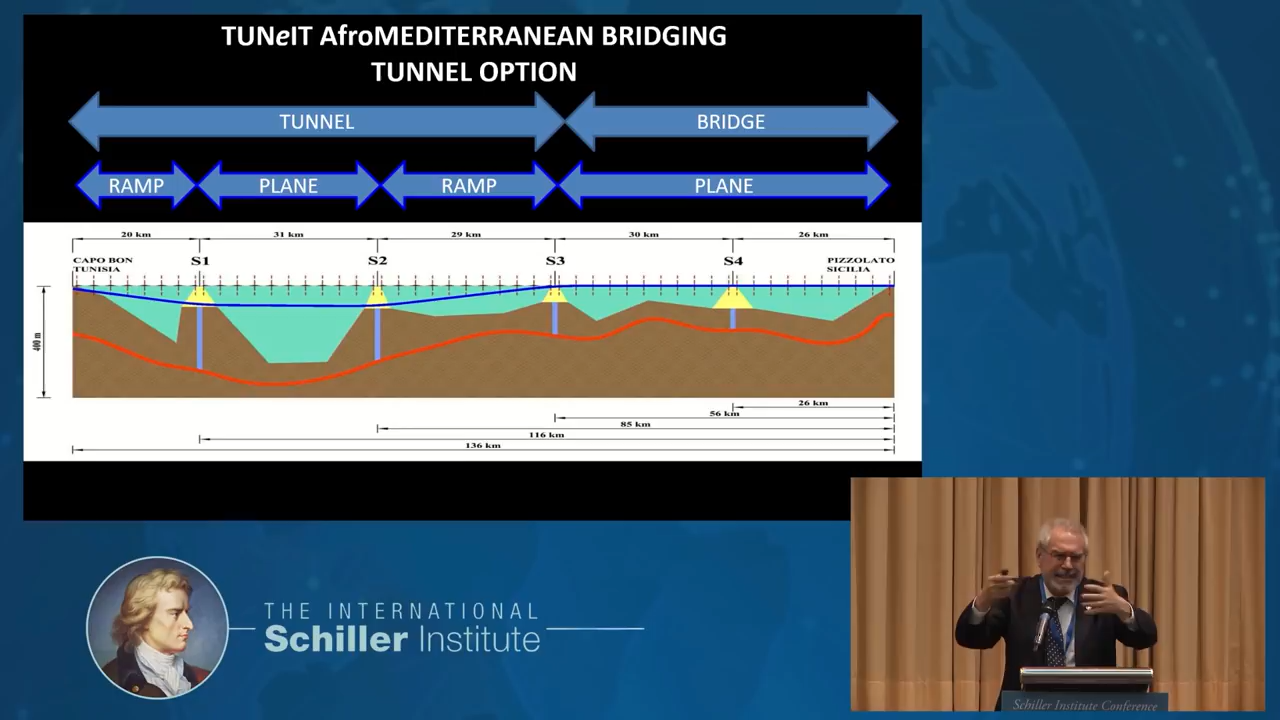 TUNeIT AfroMEDITERRANEAN BRIDGING
TUNNEL OPTION
TUNNEL
BRIDGE
RAMP
PLANE
RAMP
PLANE
20 km
31 km
29 km
30 km
26 km
CAPO BON
TUNISIA
S1
S2
S3
S4
PIZZOLATO
SICILIA
400 m
26 km
56 km
85 km
116 km
136 km
THE INTERNATIONAL
Schiller Institute
Schiller Institute Conference